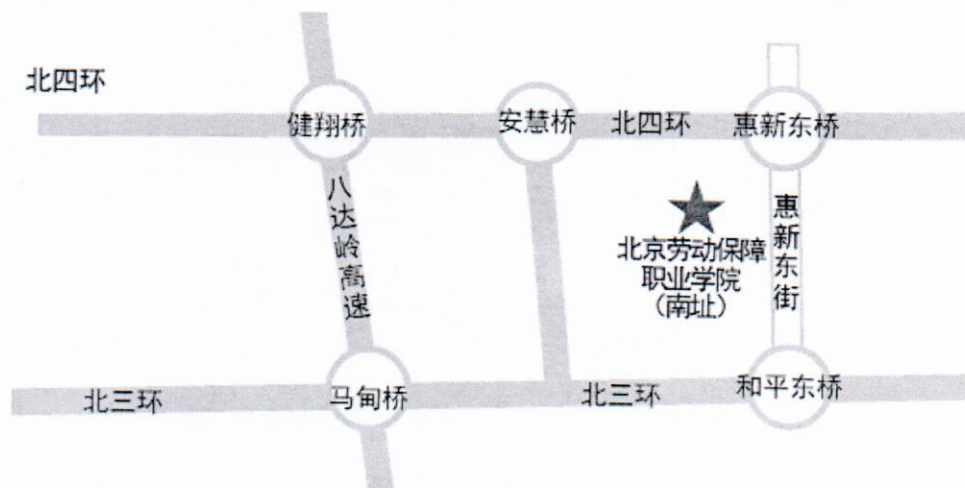 北四环
健翔桥
安慧桥
北四环
惠新东桥
八达岭高速
北京劳动保障
职业学院
（南址）
惠新东街
北三环
马甸桥
北三环
和平东桥